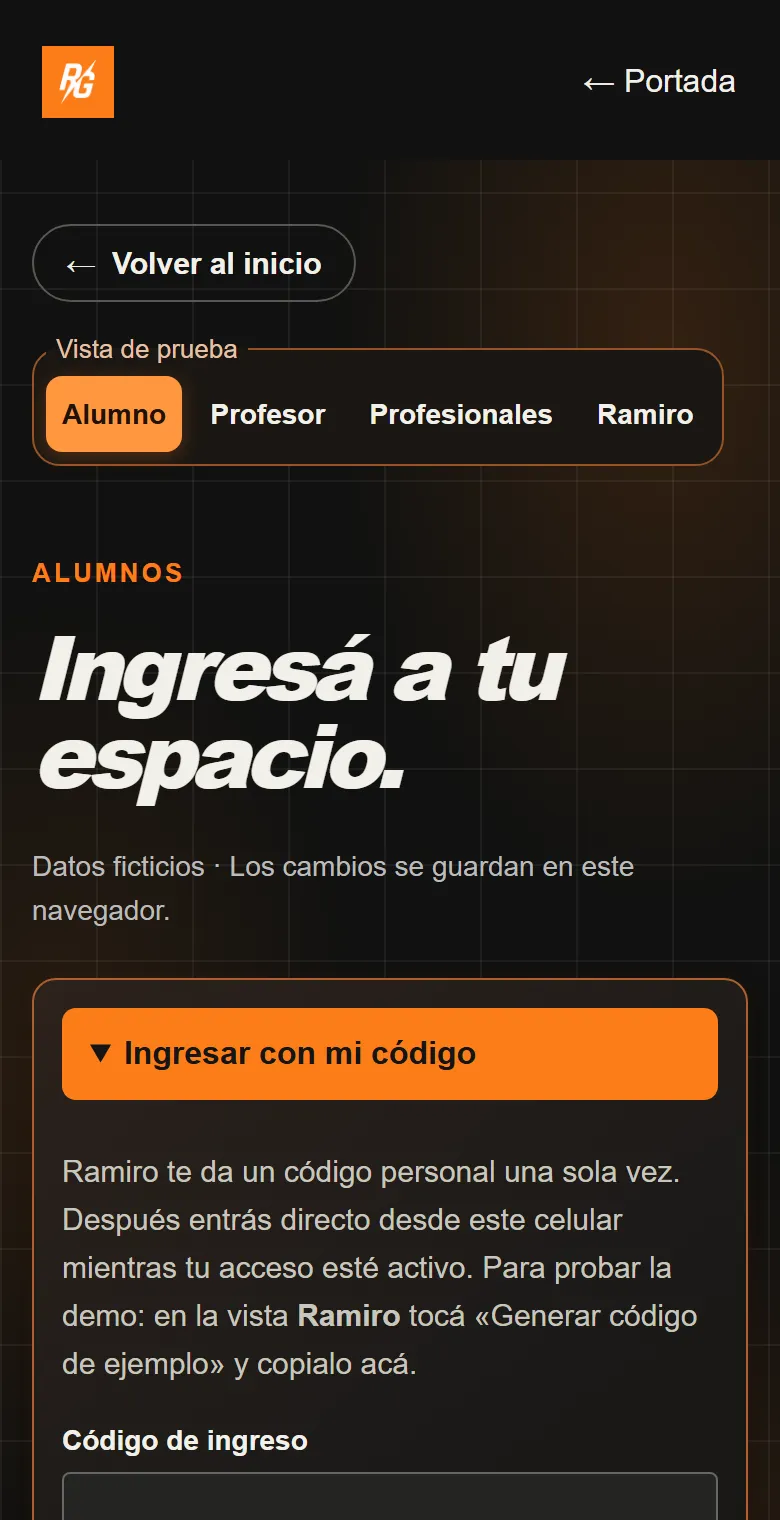 RG
← Portada
← Volver al inicio
Vista de prueba
Alumno Profesor Profesionales Ramiro
ALUMNOS
Ingresá a tu
espacio.
Datos ficticios · Los cambios se guardan en este
navegador.
▼ Ingresar con mi código
Ramiro te da un código personal una sola vez.
Después entrás directo desde este celular
mientras tu acceso esté activo. Para probar la
demo: en la vista Ramiro tocá «Generar código
de ejemplo» y copialo acá.
Código de ingreso